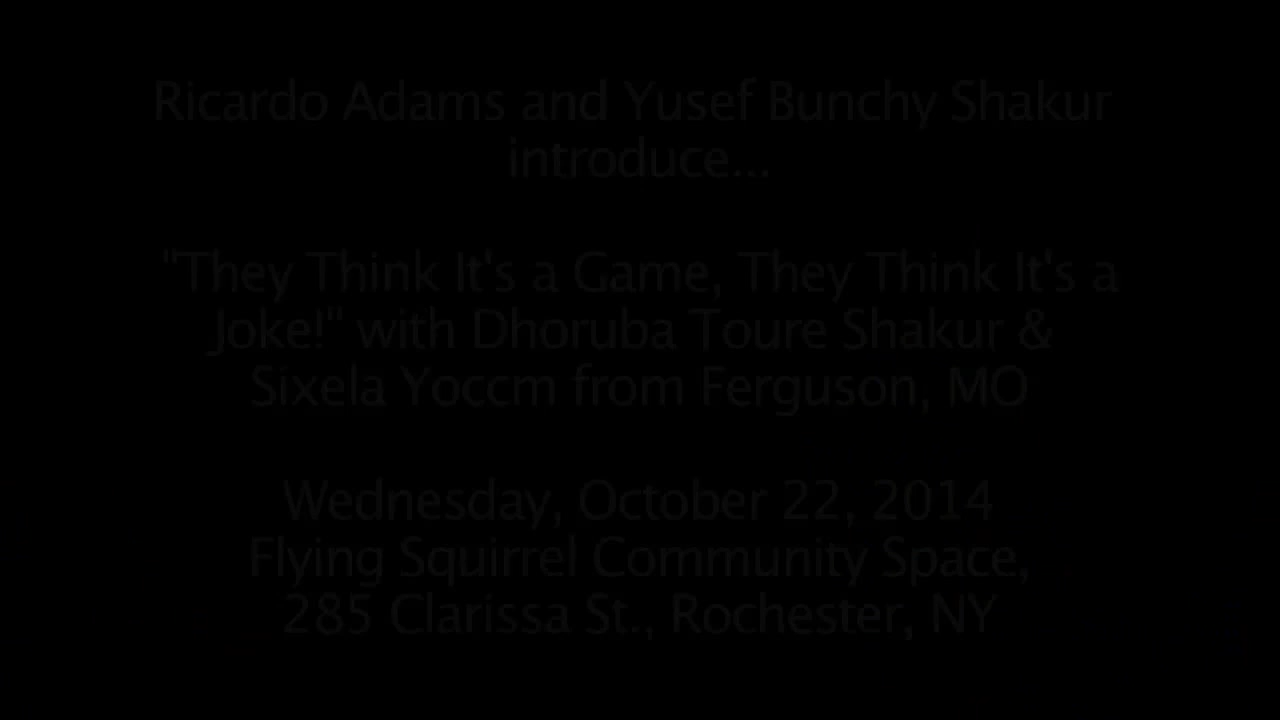 Ricardo Adams and Yusef Bunchy Shakur
introduce...
"They Think It's a Game, They Think It's a
Joke!" with Dhoruba Toure Shakur &
Sixela Yoccm from Ferguson, MO
Wednesday, October 22, 2014
Flying Squirrel Community Space,
285 Clarissa St., Rochester, NY